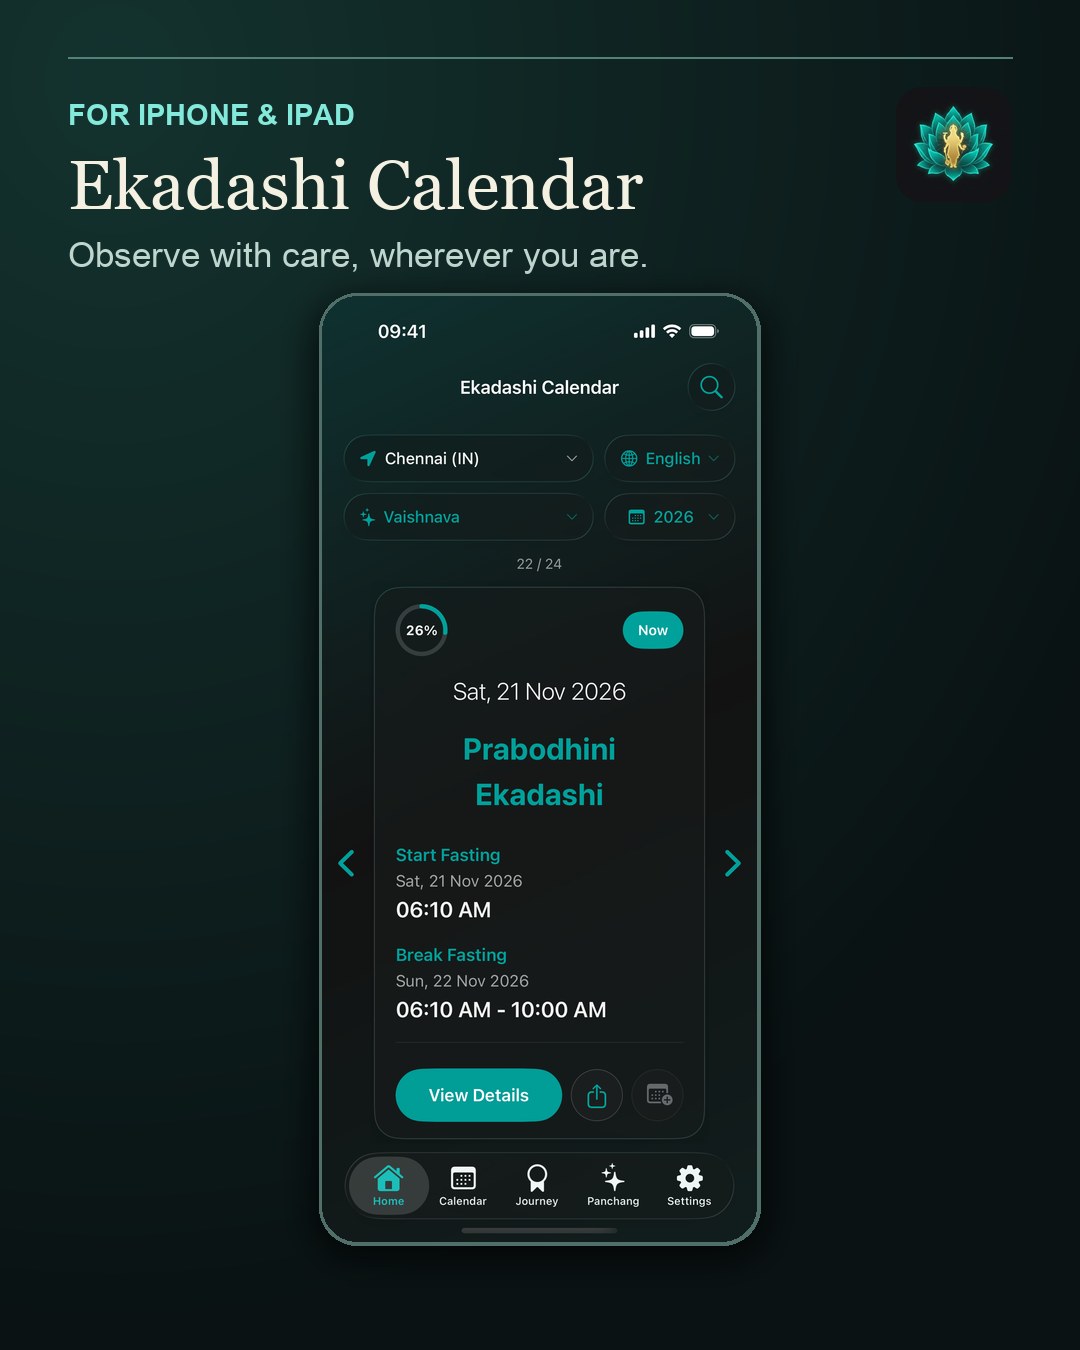 FOR IPHONE & IPAD
Ekadashi Calendar
Observe with care, wherever you are.
09:41
Ekadashi Calendar
Chennai (IN)
English
Vaishnava
2026
22 / 24
26%
Now
Sat, 21 Nov 2026
Prabodhini
Ekadashi
Start Fasting
Sat, 21 Nov 2026
06:10 AM
Break Fasting
Sun, 22 Nov 2026
06:10 AM - 10:00 AM
View Details
Home
Calendar
Journey
Panchang
Settings